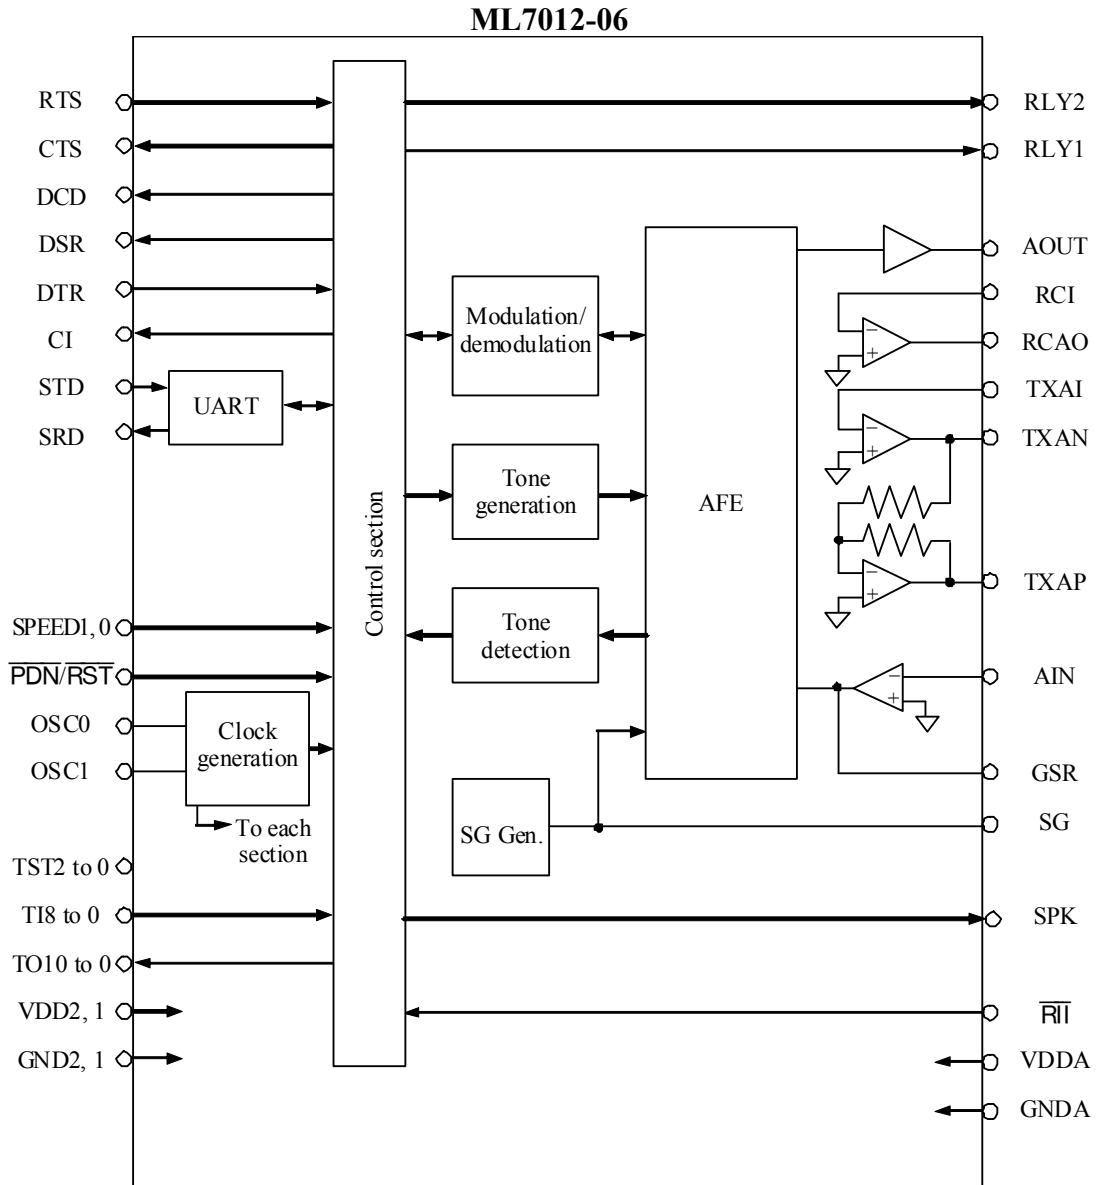 ML7012-06
RTS
CTS
DCD
DSR
DTR
CI
STD
SRD
UART
SPEED1, 0
PDN/RST
OSC0
OSC1
Clock
generation
To each
section
TST2 to 0
TI8 to 0
TO10 to 0
VDD2, 1
GND2, 1
Control section
Modulation/
demodulation
Tone
generation
Tone
detection
SG Gen.
AFE
−
+
−
+
−
+
−
+
RLY2
RLY1
AOUT
RCI
RCAO
TXAI
TXAN
TXAP
AIN
GSR
SG
SPK
RII
VDDA
GNDA